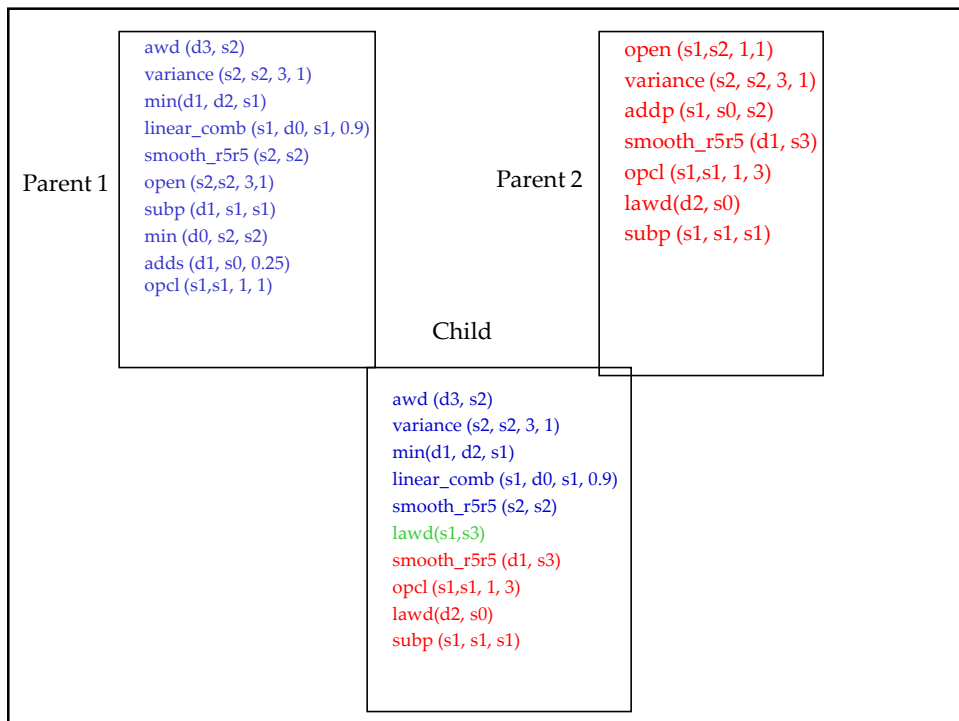 Parent 1
awd (d3, s2)
variance (s2, s2, 3, 1)
min(d1, d2, s1)
linear_comb (s1, d0, s1, 0.9)
smooth_r5r5 (s2, s2)
open (s2,s2, 3,1)
subp (d1, s1, s1)
min (d0, s2, s2)
adds (d1, s0, 0.25)
opcl (s1,s1, 1, 1)
Parent 2
open (s1,s2, 1,1)
variance (s2, s2, 3, 1)
addp (s1, s0, s2)
smooth_r5r5 (d1, s3)
opcl (s1,s1, 1, 3)
lawd(d2, s0)
subp (s1, s1, s1)
Child
awd (d3, s2)
variance (s2, s2, 3, 1)
min(d1, d2, s1)
linear_comb (s1, d0, s1, 0.9)
smooth_r5r5 (s2, s2)
lawd(s1,s3)
smooth_r5r5 (d1, s3)
opcl (s1,s1, 1, 3)
lawd(d2, s0)
subp (s1, s1, s1)